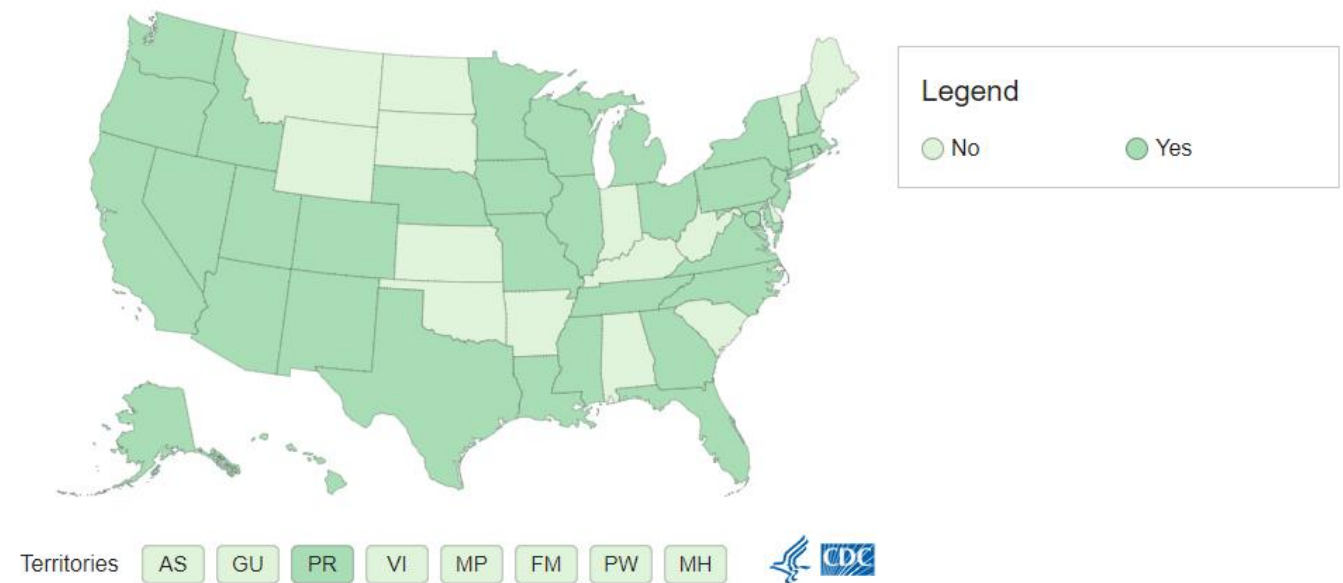 Legend
No
Yes
Territories AS GU PR VI MP FM PW MH
CDC